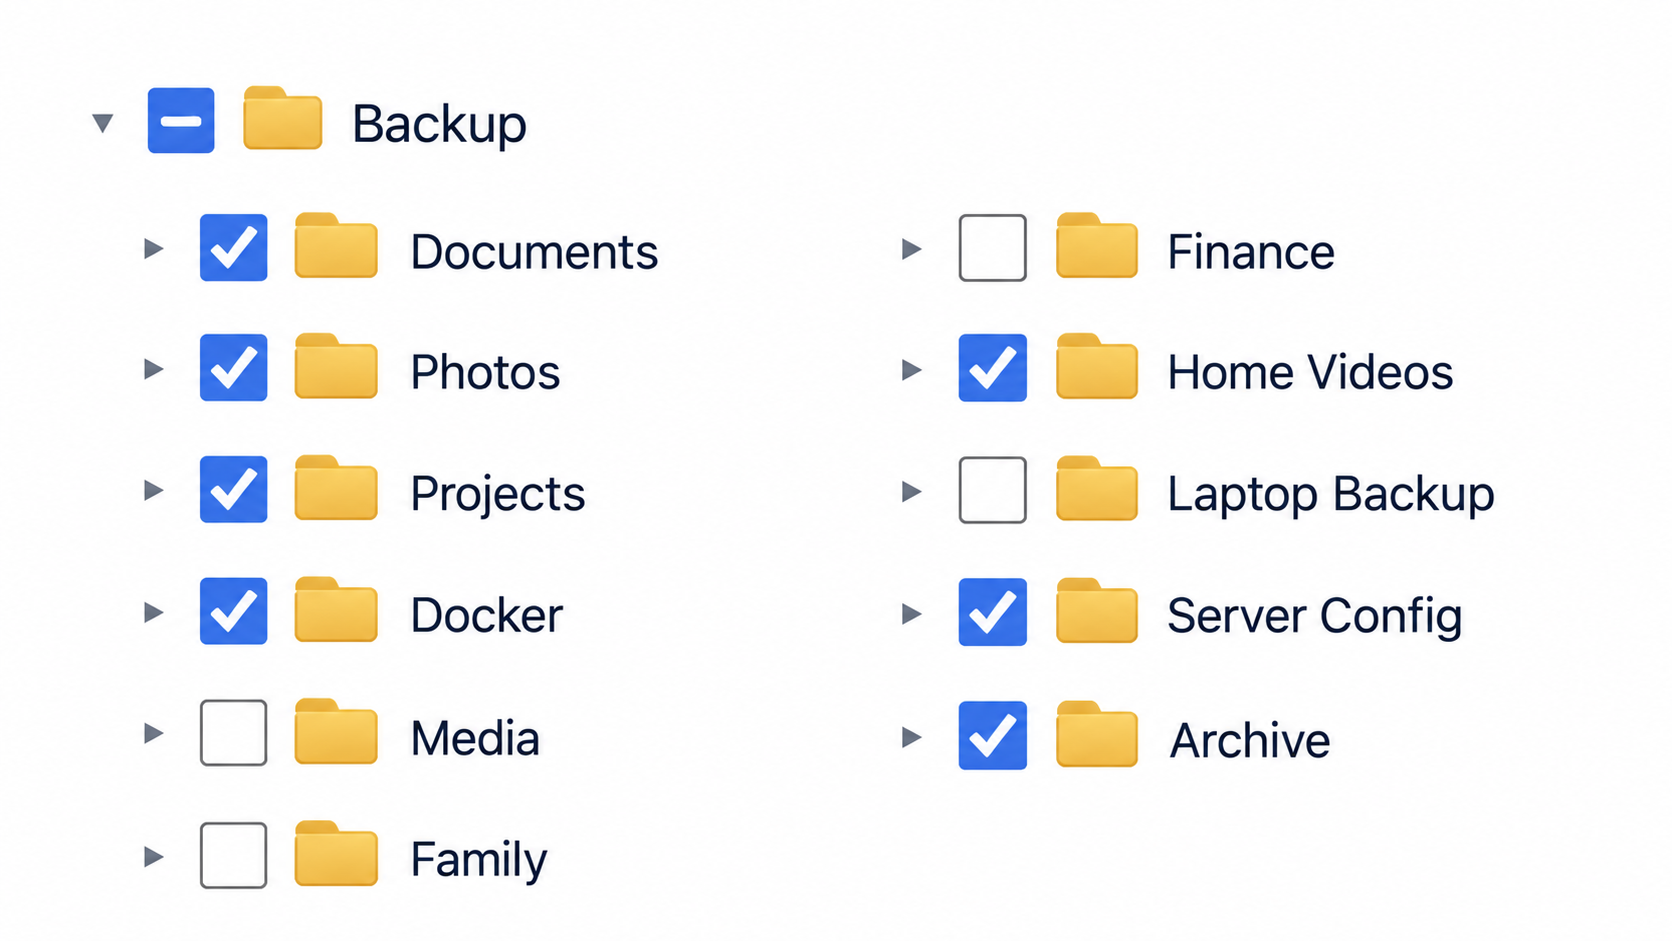 Backup
Documents
Photos
Projects
Docker
Media
Family
Finance
Home Videos
Laptop Backup
Server Config
Archive